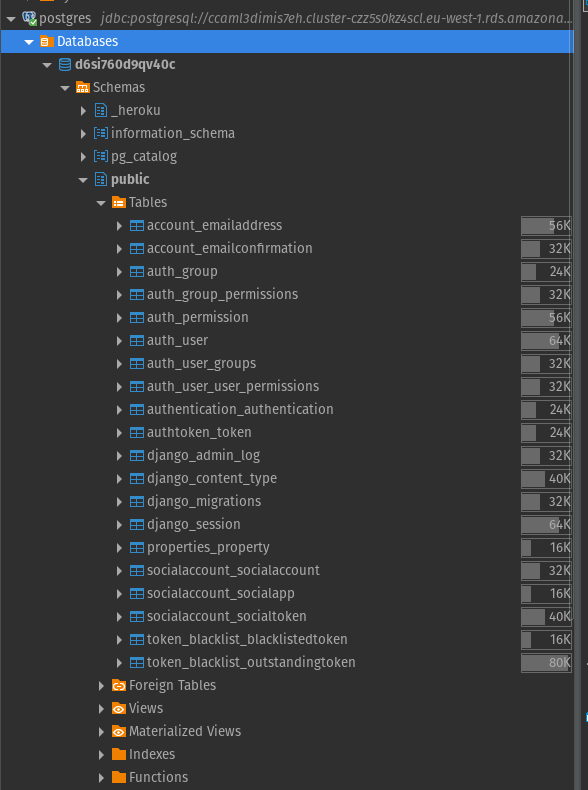 postgres jdbc:postgresql://ccaml3dimis7eh.cluster-czz5s0kz4scl.eu-west-1.rds.amazona...
Databases
d6si760d9qv40c
Schemas
_heroku
information_schema
pg_catalog
public
Tables
account_emailaddress 56K
account_emailconfirmation 32K
auth_group 24K
auth_group_permissions 32K
auth_permission 56K
auth_user 64K
auth_user_groups 32K
auth_user_user_permissions 32K
authentication_authentication 24K
authtoken_token 24K
django_admin_log 32K
django_content_type 40K
django_migrations 32K
django_session 64K
properties_property 16K
socialaccount_socialaccount 32K
socialaccount_socialapp 16K
socialaccount_socialtoken 40K
token_blacklist_blacklistedtoken 16K
token_blacklist_outstandingtoken 80K
Foreign Tables
Views
Materialized Views
Indexes
Functions